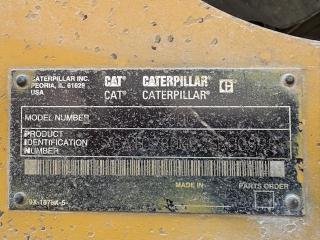 CATERPILLAR INC.
PEORIA, IL. 61629
USA
CAT® CATERPILLAR®
CAT® CATERPILLAR®
MODEL NUMBER
PRODUCT
IDENTIFICATION
NUMBER
MADE IN
PARTS ORDER